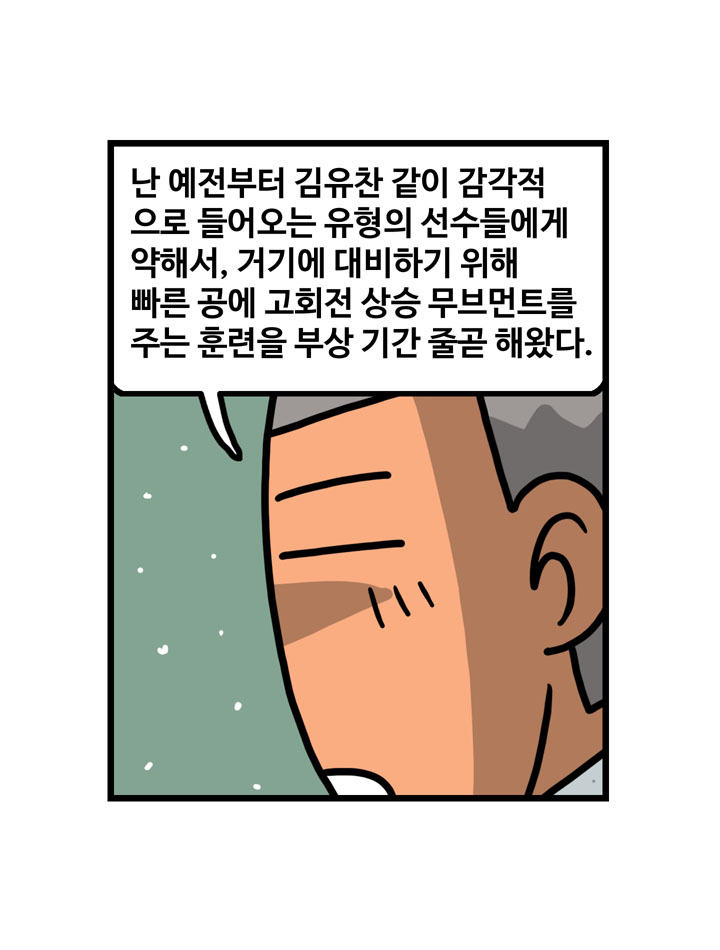 난 예전부터 김유찬 같이 감각적
으로 들어오는 유형의 선수들에게
약해서, 거기에 대비하기 위해
빠른 공에 고회전 상승 무브먼트를
주는 훈련을 부상 기간 줄곧 해왔다.